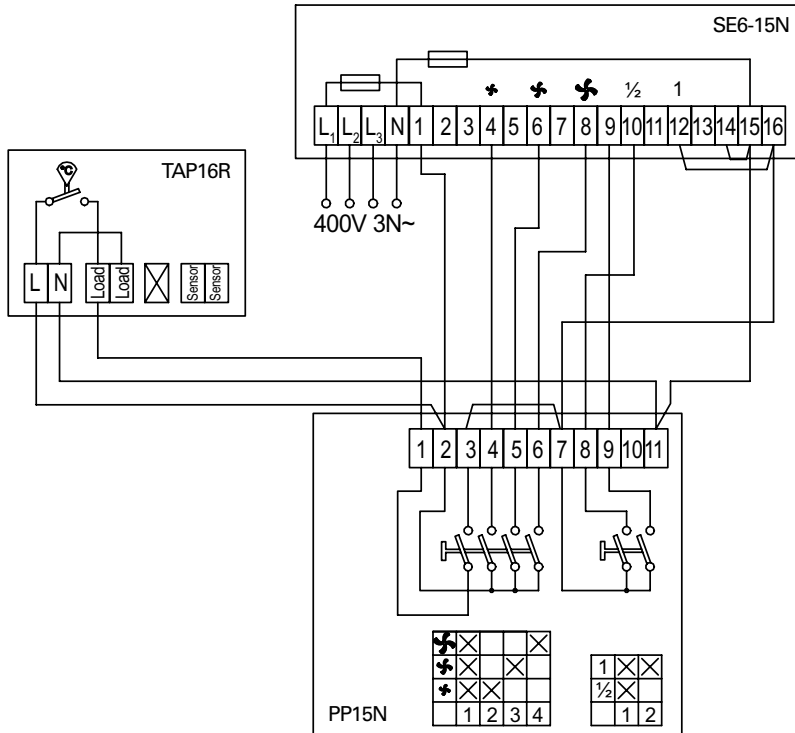 SE6-15N
½ 1
L₁ L₂ L₃ N 1 2 3 4 5 6 7 8 9 10 11 12 13 14 15 16
400V 3N~
TAP16R
°C
L N Load Load Sensor Sensor
1 2 3 4 5 6 7 8 9 10 11
1
½
1 2 3 4
1 2
PP15N